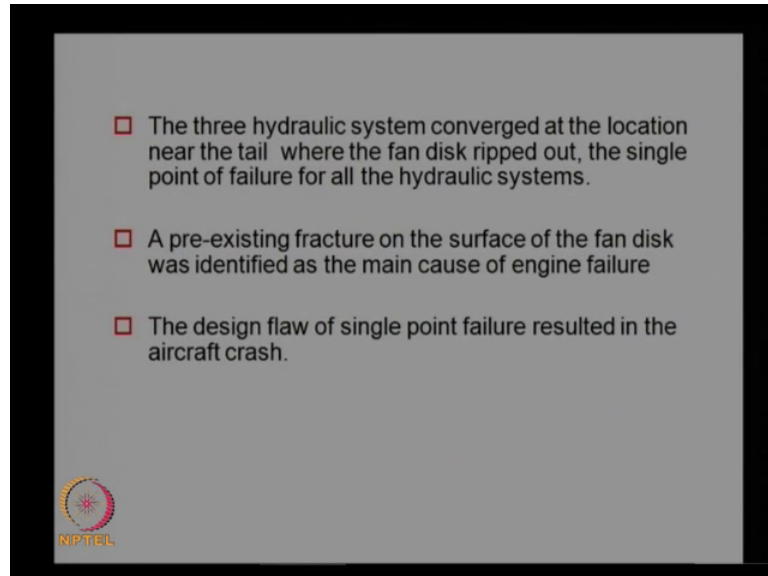 The three hydraulic system converged at the location
near the tail where the fan disk ripped out, the single
point of failure for all the hydraulic systems.
A pre-existing fracture on the surface of the fan disk
was identified as the main cause of engine failure
The design flaw of single point failure resulted in the
aircraft crash.
NPTEL